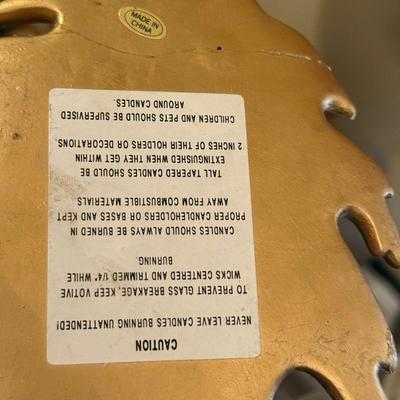 CAUTION
NEVER LEAVE CANDLES BURNING UNATTENDED!
TO PREVENT GLASS BREAKAGE, KEEP VOTIVE
WICKS CENTERED AND TRIMMED 1/4" WHILE
BURNING.
CANDLES SHOULD ALWAYS BE BURNED IN
PROPER CANDLEHOLDERS OR BASES AND KEPT
AWAY FROM COMBUSTIBLE MATERIALS.
TALL TAPERED CANDLES SHOULD BE
EXTINGUISHED WHEN THEY GET WITHIN
2 INCHES OF THEIR HOLDERS OR DECORATIONS.
CHILDREN AND PETS SHOULD BE SUPERVISED
AROUND CANDLES.
MADE IN
CHINA